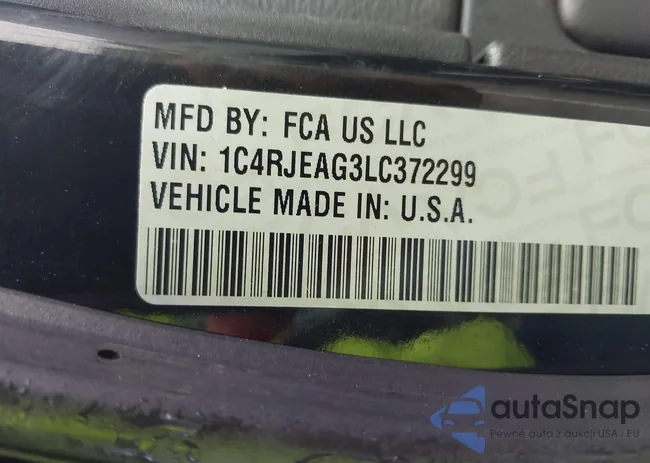 MFD BY: FCA US LLC
VIN: 1C4RJEAG3LC372299
VEHICLE MADE IN: U.S.A.
autaSnap
Pewne auta z aukcji USA i EU